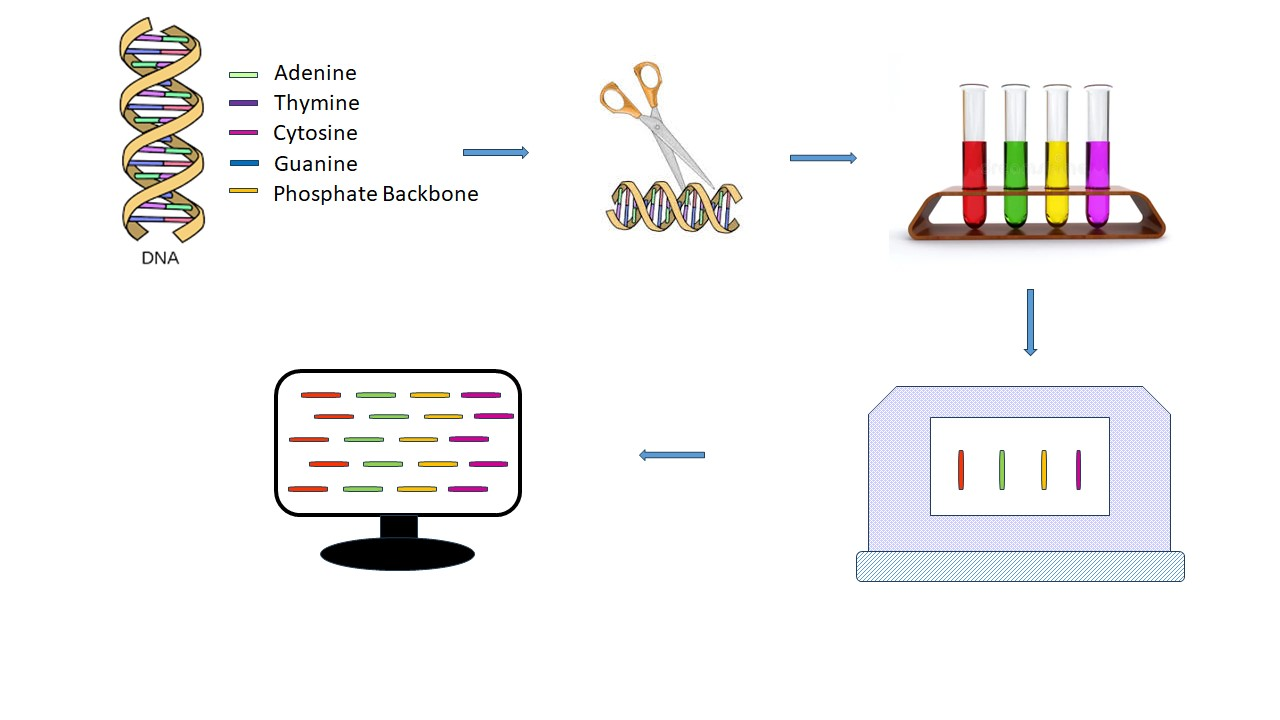 Adenine
Thymine
Cytosine
Guanine
Phosphate Backbone
DNA